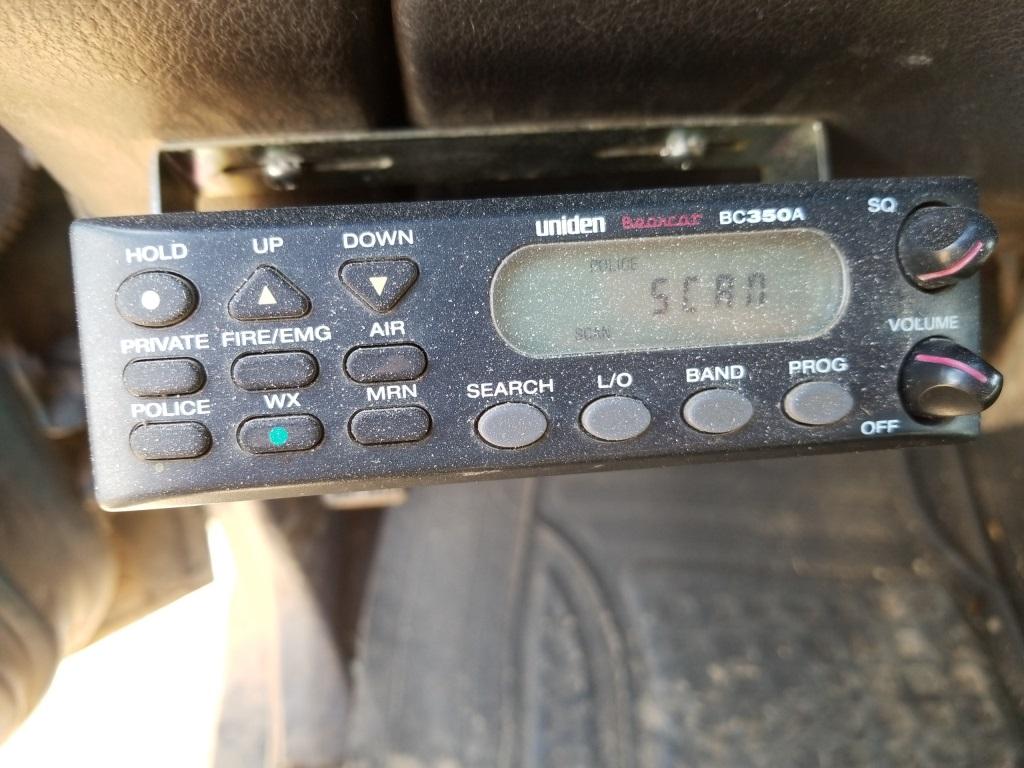 uniden Bearcat BC350A
SQ
HOLD UP DOWN
POLICE
SCAN
SCAN
PRIVATE FIRE/EMG AIR
VOLUME
POLICE WX MRN
SEARCH L/O BAND PROG
OFF